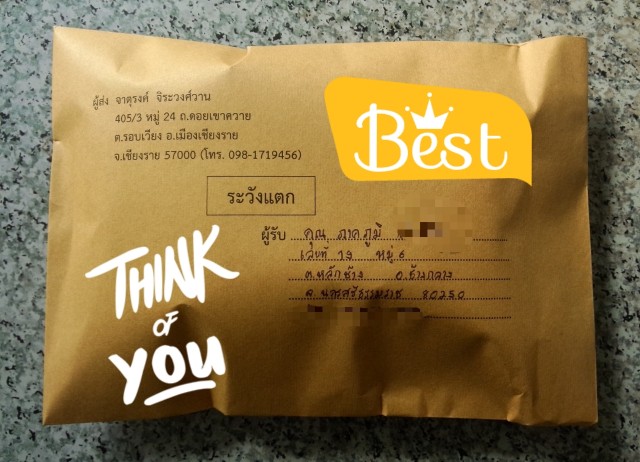 ผู้ส่ง จาตุรงค์ จิระวงศ์วาน
405/3 หมู่ 24 ถ.ดอยเขาควาย
ต.รอบเวียง อ.เมืองเชียงราย
จ.เชียงราย 57000 (โทร. 098-1719456)
Best
ระวังแตก
ผู้รับ คุณ ภาคภูมิ
เลขที่ 19 หมู่ 6
ต.หลักช้าง อ.ช้างกลาง
จ.นครศรีธรรมราช 80250
THINK
OF
YOU